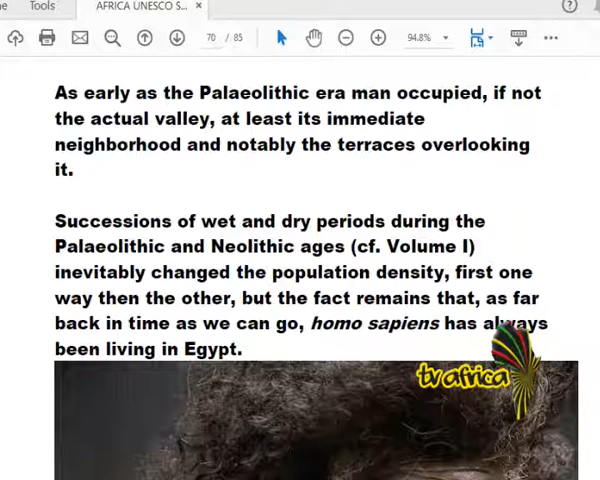 Tools
AFRICA UNESCO S... ×
70 / 85
94.8%
As early as the Palaeolithic era man occupied, if not
the actual valley, at least its immediate
neighborhood and notably the terraces overlooking
it.
Successions of wet and dry periods during the
Palaeolithic and Neolithic ages (cf. Volume I)
inevitably changed the population density, first one
way then the other, but the fact remains that, as far
back in time as we can go, homo sapiens has always
been living in Egypt.
tv africa